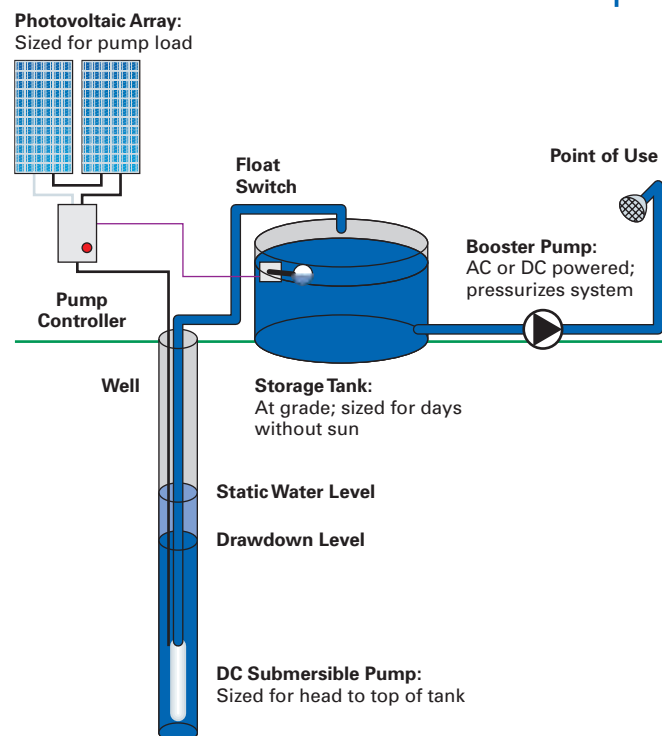 Photovoltaic Array:
Sized for pump load
Float
Switch
Point of Use
Booster Pump:
AC or DC powered;
pressurizes system
Pump
Controller
Well
Storage Tank:
At grade; sized for days
without sun
Static Water Level
Drawdown Level
DC Submersible Pump:
Sized for head to top of tank